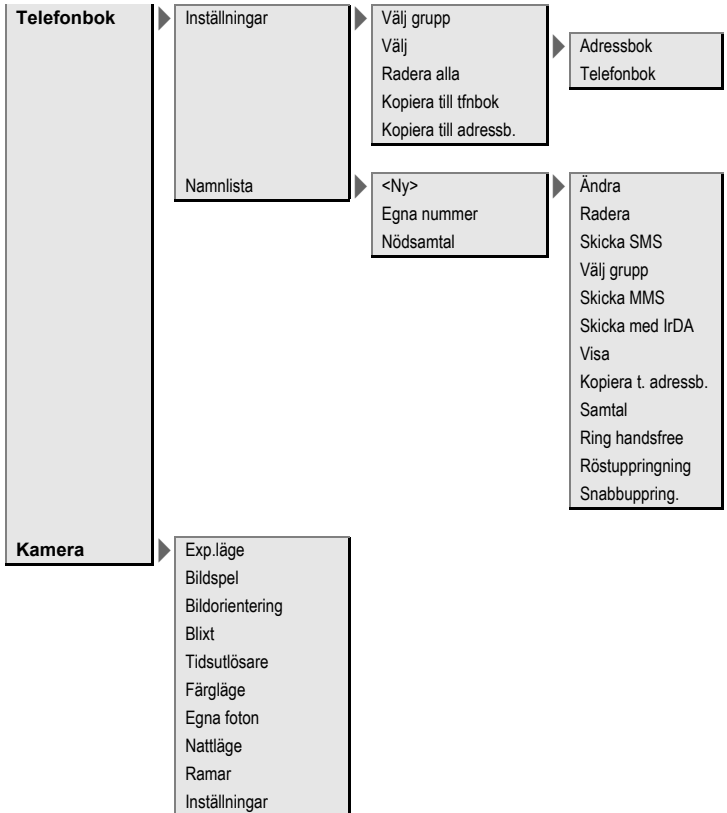 Telefonbok
Inställningar
Välj grupp
Välj
Radera alla
Kopiera till tfnbok
Kopiera till adressb.
Adressbok
Telefonbok
Namnlista
<Ny>
Egna nummer
Nödsamtal
Ändra
Radera
Skicka SMS
Välj grupp
Skicka MMS
Skicka med IrDA
Visa
Kopiera t. adressb.
Samtal
Ring handsfree
Röstuppringning
Snabbuppring.
Kamera
Exp.läge
Bildspel
Bildorientering
Blixt
Tidsutlösare
Färgläge
Egna foton
Nattläge
Ramar
Inställningar